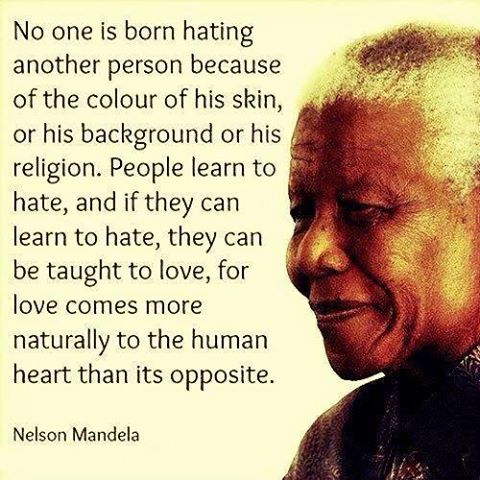 No one is born hating
another person because
of the colour of his skin,
or his background or his
religion. People learn to
hate, and if they can
learn to hate, they can
be taught to love, for
love comes more
naturally to the human
heart than its opposite.
Nelson Mandela